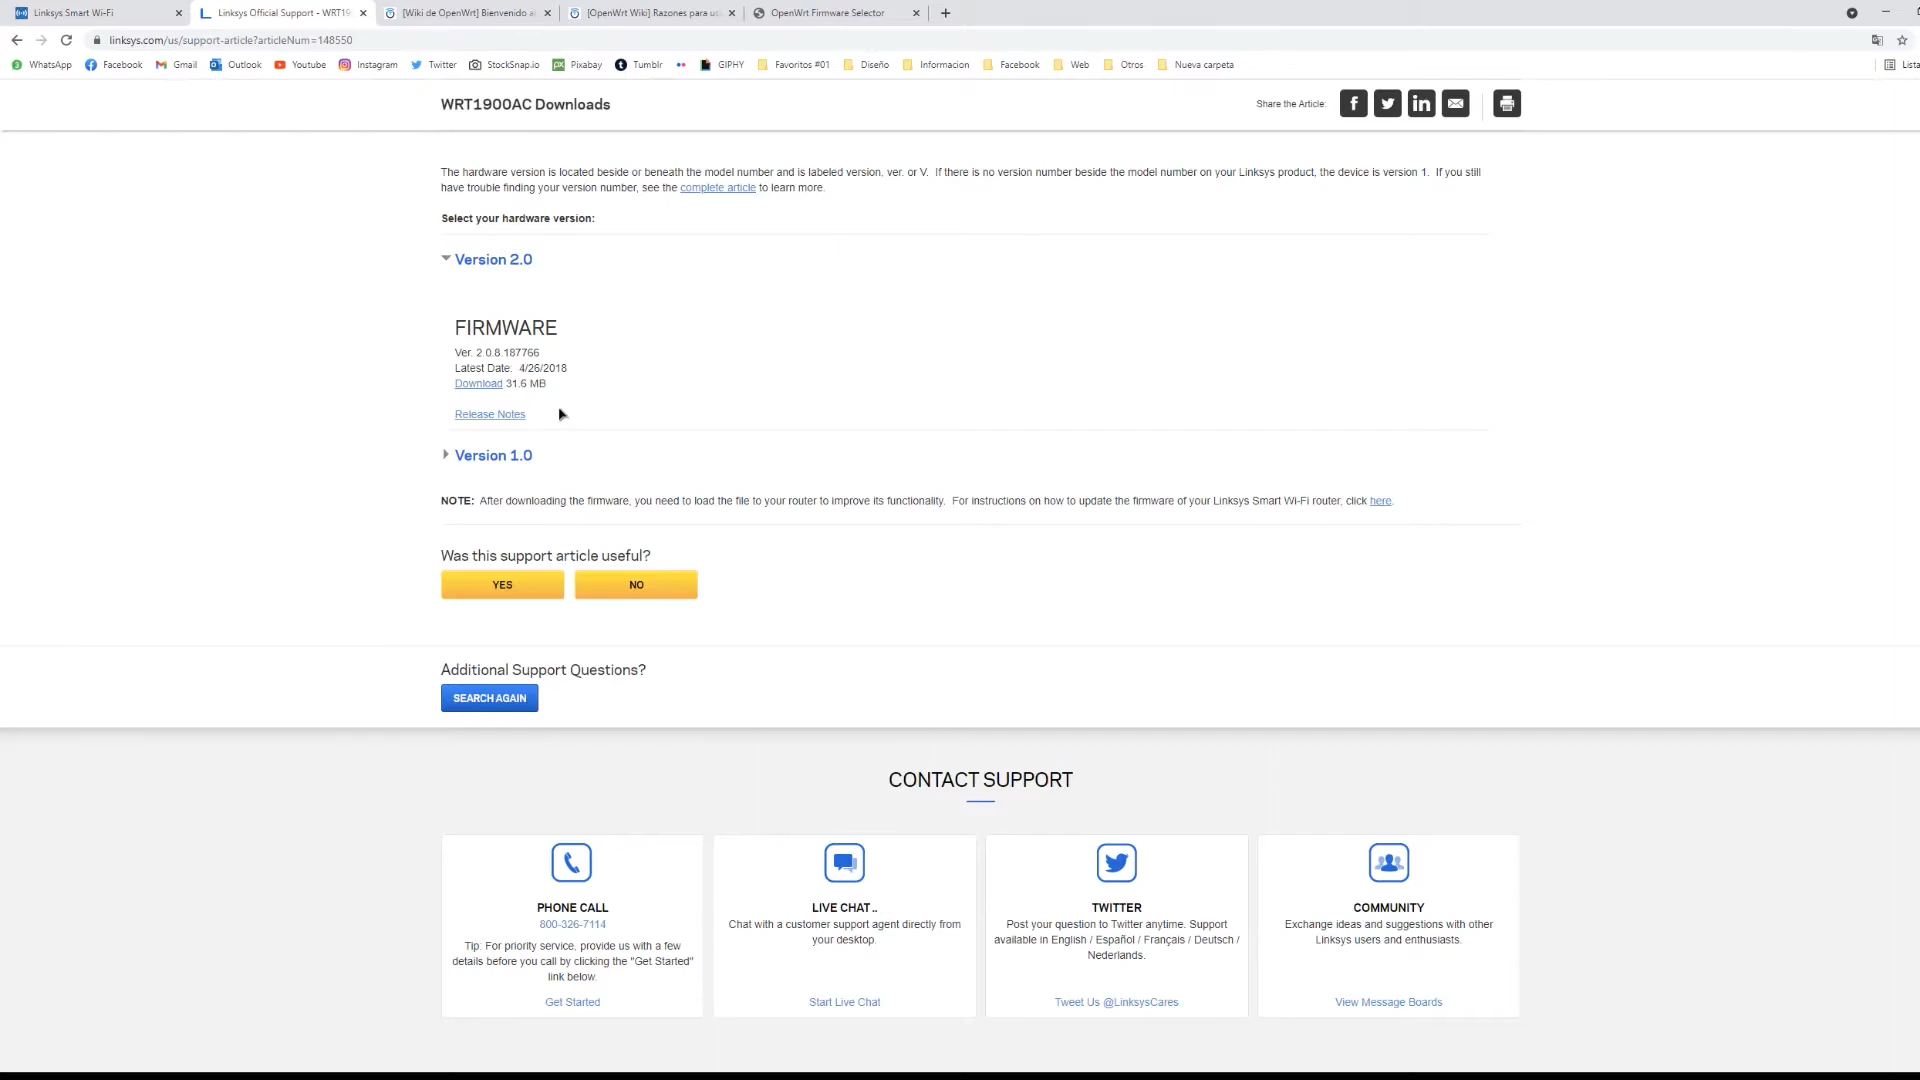 Linksys Smart Wi-Fi
Linksys Official Support - WRT19
[Wiki de OpenWrt] Bienvenido a
[OpenWrt Wiki] Razones para us
OpenWrt Firmware Selector
linksys.com/us/support-article?articleNum=148550
WhatsApp Facebook Gmail Outlook Youtube Instagram Twitter StockSnap.io Pixabay Tumblr GIPHY Favoritos #01 Diseño Informacion Facebook Web Otros Nueva carpeta Lista
WRT1900AC Downloads
Share the Article:
The hardware version is located beside or beneath the model number and is labeled version, ver. or V. If there is no version number beside the model number on your Linksys product, the device is version 1. If you still
have trouble finding your version number, see the complete article to learn more.
Select your hardware version:
Version 2.0
FIRMWARE
Ver. 2.0.8.187766
Latest Date: 4/26/2018
Download 31.6 MB
Release Notes
Version 1.0
NOTE: After downloading the firmware, you need to load the file to your router to improve its functionality. For instructions on how to update the firmware of your Linksys Smart Wi-Fi router, click here.
Was this support article useful?
YES NO
Additional Support Questions?
SEARCH AGAIN
CONTACT SUPPORT
PHONE CALL
800-326-7114
Tip: For priority service, provide us with a few
details before you call by clicking the "Get Started"
link below.
Get Started
LIVE CHAT..
Chat with a customer support agent directly from
your desktop.
Start Live Chat
TWITTER
Post your question to Twitter anytime. Support
available in English / Español / Français / Deutsch /
Nederlands.
Tweet Us @LinksysCares
COMMUNITY
Exchange ideas and suggestions with other
Linksys users and enthusiasts.
View Message Boards